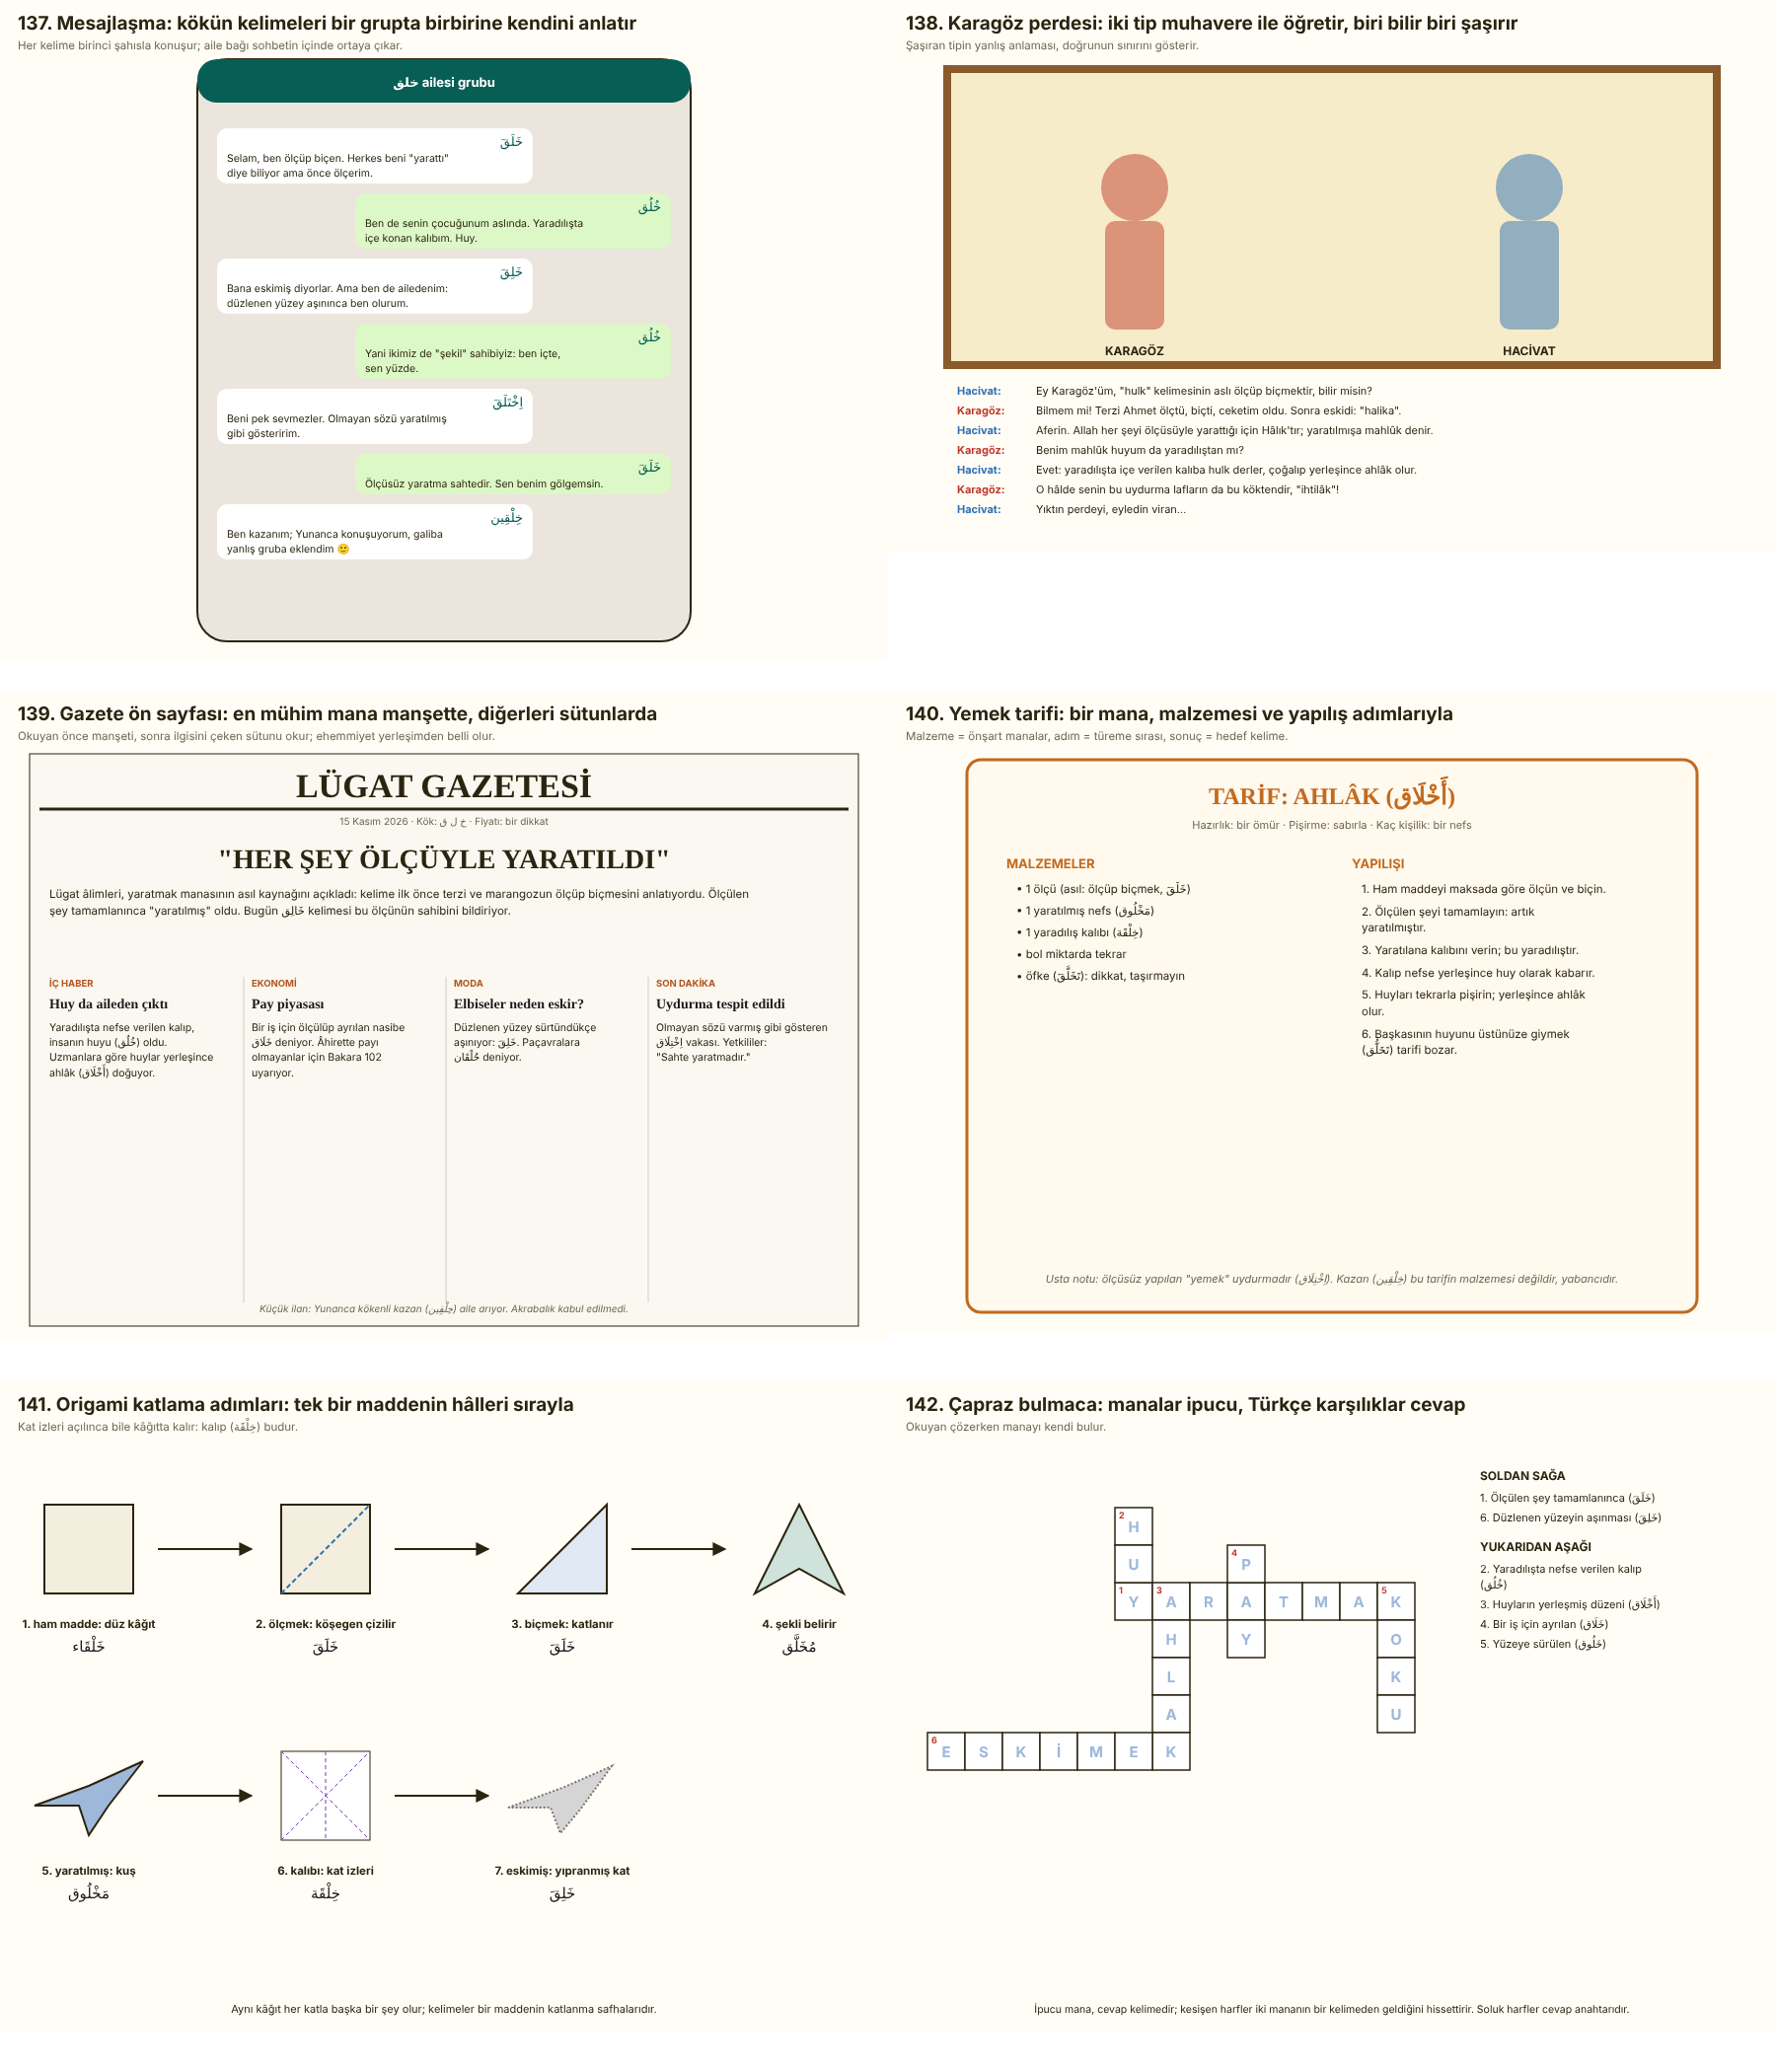 137. Mesajlaşma: kökün kelimeleri bir grupta birbirine kendini anlatır
Her kelime birinci şahısla konuşur; aile bağı sohbetin içinde ortaya çıkar.
خلق ailesi grubu
خَلَقَ
Selam, ben ölçüp biçen. Herkes beni "yarattı"
diye biliyor ama önce ölçerim.
خُلُق
Ben de senin çocuğunum aslında. Yaradılışta
içe konan kalıbım. Huy.
خَلِقَ
Bana eskimiş diyorlar. Ama ben de ailedenim:
düzlenen yüzey aşınınca ben olurum.
خُلُق
Yani ikimiz de "şekil" sahibiyiz: ben içte,
sen yüzde.
اِخْتَلَقَ
Beni pek sevmezler. Olmayan sözü yaratılmış
gibi gösteririm.
خَلَقَ
Ölçüsüz yaratma sahtedir. Sen benim gölgemsin.
خِلْقِين
Ben kazanım; Yunanca konuşuyorum, galiba
yanlış gruba eklendim 🙂
138. Karagöz perdesi: iki tip muhavere ile öğretir, biri bilir biri şaşırır
Şaşıran tipin yanlış anlaması, doğrunun sınırını gösterir.
KARAGÖZ
HACİVAT
Hacivat: Ey Karagöz'üm, "hulk" kelimesinin aslı ölçüp biçmektir, bilir misin?
Karagöz: Bilmem mi! Terzi Ahmet ölçtü, biçti, ceketim oldu. Sonra eskidi: "halika".
Hacivat: Aferin. Allah her şeyi ölçüsüyle yarattığı için Hâlık'tır; yaratılmışa mahlûk denir.
Karagöz: Benim mahlûk huyum da yaradılıştan mı?
Hacivat: Evet: yaradılışta içe verilen kalıba hulk derler, çoğalıp yerleşince ahlâk olur.
Karagöz: O hâlde senin bu uydurma lafların da bu köktendir, "ihtilâk"!
Hacivat: Yıktın perdeyi, eyledin viran...
139. Gazete ön sayfası: en mühim mana manşette, diğerleri sütunlarda
Okuyan önce manşeti, sonra ilgisini çeken sütunu okur; ehemmiyet yerleşimden belli olur.
LÜGAT GAZETESİ
15 Kasım 2026 · Kök: خ ل ق · Fiyatı: bir dikkat
"HER ŞEY ÖLÇÜYLE YARATILDI"
Lügat âlimleri, yaratmak manasının asıl kaynağını açıkladı: kelime ilk önce terzi ve marangozun ölçüp biçmesini anlatıyordu. Ölçülen
şey tamamlanınca "yaratılmış" oldu. Bugün خَالِق kelimesi bu ölçünün sahibini bildiriyor.
İÇ HABER
Huy da aileden çıktı
Yaradılışta nefse verilen kalıp,
insanın huyu (خُلُق) oldu.
Uzmanlara göre huylar yerleşince
ahlâk (أَخْلَاق) doğuyor.
EKONOMİ
Pay piyasası
Bir iş için ölçülüp ayrılan nasibe
خَلَاق deniyor. Âhirette payı
olmayanlar için Bakara 102
uyarıyor.
MODA
Elbiseler neden eskir?
Düzlenen yüzey sürtündükçe
aşınıyor: خَلِقَ. Paçavralara
خُلْقَان deniyor.
SON DAKİKA
Uydurma tespit edildi
Olmayan sözü varmış gibi gösteren
اِخْتِلَاق vakası. Yetkililer:
"Sahte yaratmadır."
Küçük ilan: Yunanca kökenli kazan (خِلْقِين) aile arıyor. Akrabalık kabul edilmedi.
140. Yemek tarifi: bir mana, malzemesi ve yapılış adımlarıyla
Malzeme = önşart manalar, adım = türeme sırası, sonuç = hedef kelime.
TARİF: AHLÂK (أَخْلَاق)
Hazırlık: bir ömür · Pişirme: sabırla · Kaç kişilik: bir nefs
MALZEMELER
• 1 ölçü (asıl: ölçüp biçmek, خَلَقَ)
• 1 yaratılmış nefs (مَخْلُوق)
• 1 yaradılış kalıbı (خِلْقَة)
• bol miktarda tekrar
• öfke (تَخَلَّقَ): dikkat, taşırmayın
YAPILIŞI
1. Ham maddeyi maksada göre ölçün ve biçin.
2. Ölçülen şeyi tamamlayın: artık
yaratılmıştır.
3. Yaratılana kalıbını verin; bu yaradılıştır.
4. Kalıp nefse yerleşince huy olarak kabarır.
5. Huyları tekrarla pişirin; yerleşince ahlâk
olur.
6. Başkasının huyunu üstünüze giymek
(تَخَلُّق) tarifi bozar.
Usta notu: ölçüsüz yapılan "yemek" uydurmadır (اِخْتِلَاق). Kazan (خِلْقِين) bu tarifin malzemesi değildir, yabancıdır.
141. Origami katlama adımları: tek bir maddenin hâlleri sırayla
Kat izleri açılınca bile kâğıtta kalır: kalıp (خِلْقَة) budur.
1. ham madde: düz kâğıt
خَلْقَاء
2. ölçmek: köşegen çizilir
خَلَقَ
3. biçmek: katlanır
خَلَقَ
4. şekli belirir
مُخَلَّق
5. yaratılmış: kuş
مَخْلُوق
6. kalıbı: kat izleri
خِلْقَة
7. eskimiş: yıpranmış kat
خَلِقَ
Aynı kâğıt her katla başka bir şey olur; kelimeler bir maddenin katlanma safhalarıdır.
142. Çapraz bulmaca: manalar ipucu, Türkçe karşılıklar cevap
Okuyan çözerken manayı kendi bulur.
2 H
U 4 P
1 Y 3 A R A T M A 5 K
H Y O
L K
A U
6 E S K İ M E K
SOLDAN SAĞA
1. Ölçülen şey tamamlanınca (خَلَقَ)
6. Düzlenen yüzeyin aşınması (خَلِقَ)
YUKARIDAN AŞAĞI
2. Yaradılışta nefse verilen kalıp
(خُلُق)
3. Huyların yerleşmiş düzeni (أَخْلَاق)
4. Bir iş için ayrılan (خَلَاق)
5. Yüzeye sürülen (خَلُوق)
İpucu mana, cevap kelimedir; kesişen harfler iki mananın bir kelimeden geldiğini hissettirir. Soluk harfler cevap anahtarıdır.